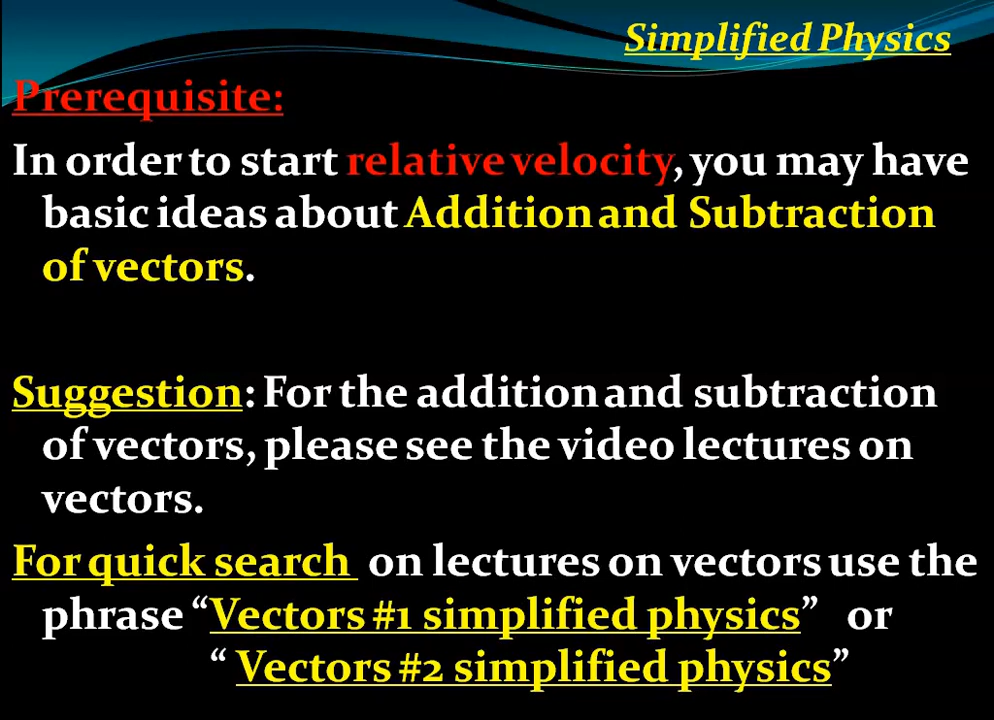 Simplified Physics
Prerequisite:
In order to start relative velocity, you may have
basic ideas about Addition and Subtraction
of vectors.
Suggestion: For the addition and subtraction
of vectors, please see the video lectures on
vectors.
For quick search on lectures on vectors use the
phrase “Vectors #1 simplified physics” or
“ Vectors #2 simplified physics”